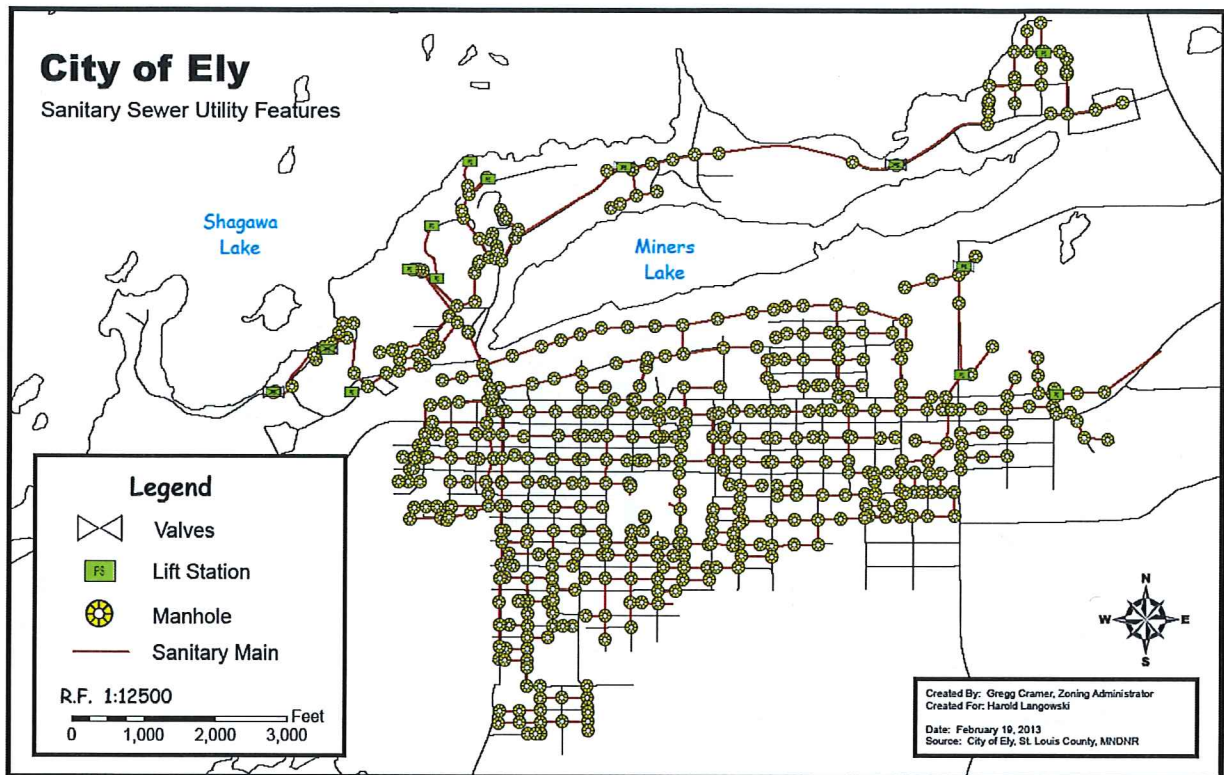 City of Ely
Sanitary Sewer Utility Features
Shagawa
Lake
Miners
Lake
Legend
Valves
PS
Lift Station
Manhole
Sanitary Main
R.F. 1:12500
Feet
0 1,000 2,000 3,000
N
W E
S
Created By: Gregg Cramer, Zoning Administrator
Created For: Harold Langowski
Date: February 19, 2013
Source: City of Ely, St. Louis County, MNDNR